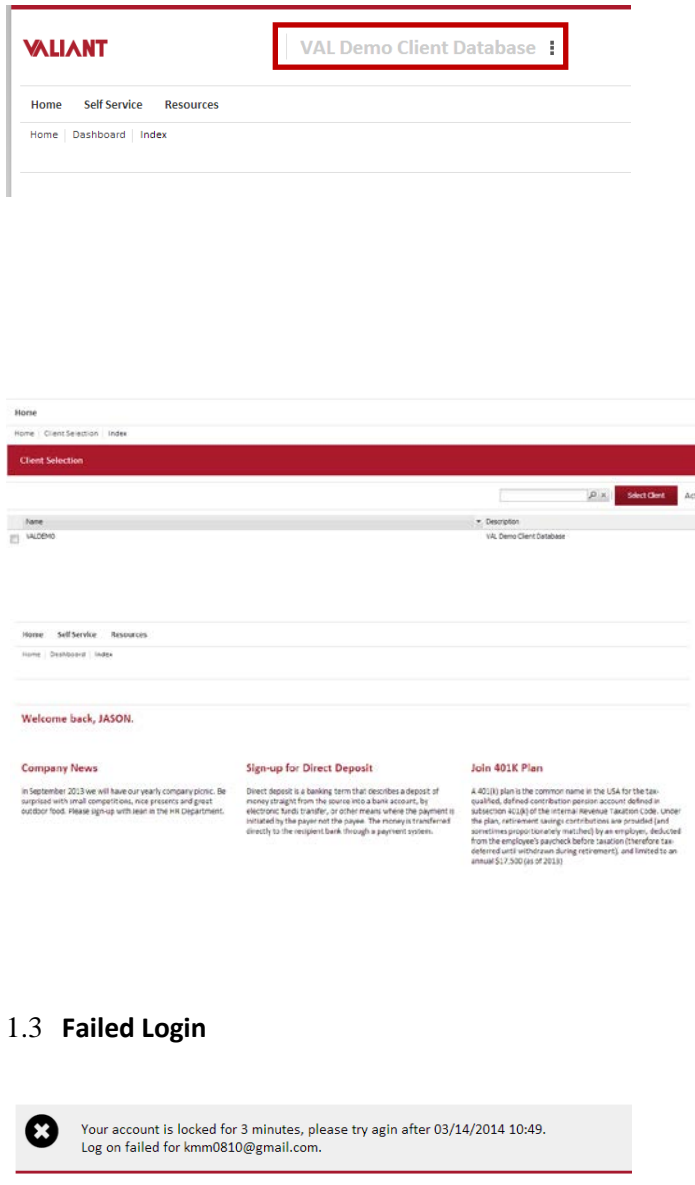 VALIANT
VAL Demo Client Database
Home Self Service Resources
Home Dashboard Index
Home
Home Client Selection Index
Client Selection
Select Client
Name Description
VALDEMO VAL Demo Client Database
Home Self Service Resources
Home Dashboard Index
Welcome back, JASON.
Company News
In September 2013 we will have our yearly company picnic. Be
surprised with small competitions, nice presents and great
outdoor food. Please sign-up with Jean in the HR Department.
Sign-up for Direct Deposit
Direct deposit is a banking term that describes a deposit of
money straight from the source into a bank account, by
electronic funds transfer, or other means where the payment is
initiated by the payer not the payee. The money is transferred
directly to the recipient bank through a payment system.
Join 401K Plan
A 401(k) plan is the common name in the USA for the tax-
qualified, defined contribution pension account defined in
subsection 401(k) of the Internal Revenue Taxation Code. Under
the plan, retirement savings contributions are provided (and
sometimes proportionately matched) by an employer, deducted
from the employee's paycheck before taxation (therefore tax-
deferred until withdrawn during retirement), and limited to an
annual $17,500 (as of 2013)
1.3 Failed Login
Your account is locked for 3 minutes, please try agin after 03/14/2014 10:49.
Log on failed for kmm0810@gmail.com.